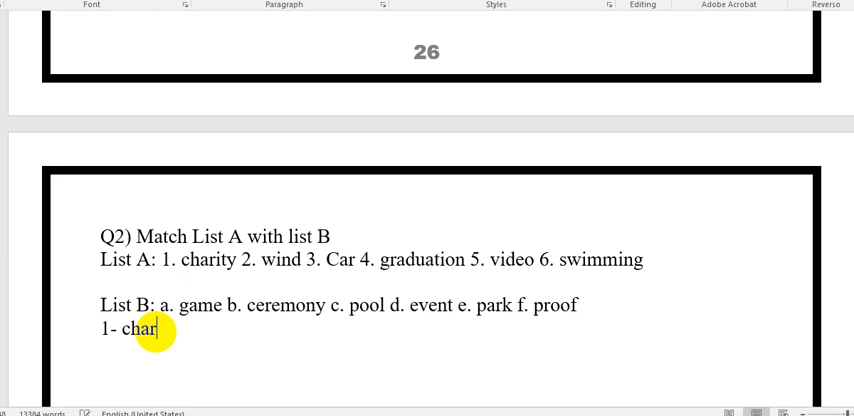 Font Paragraph Styles Editing Adobe Acrobat Reverso
26
Q2) Match List A with list B
List A: 1. charity 2. wind 3. Car 4. graduation 5. video 6. swimming
List B: a. game b. ceremony c. pool d. event e. park f. proof
1- char
13384 words English (United States)